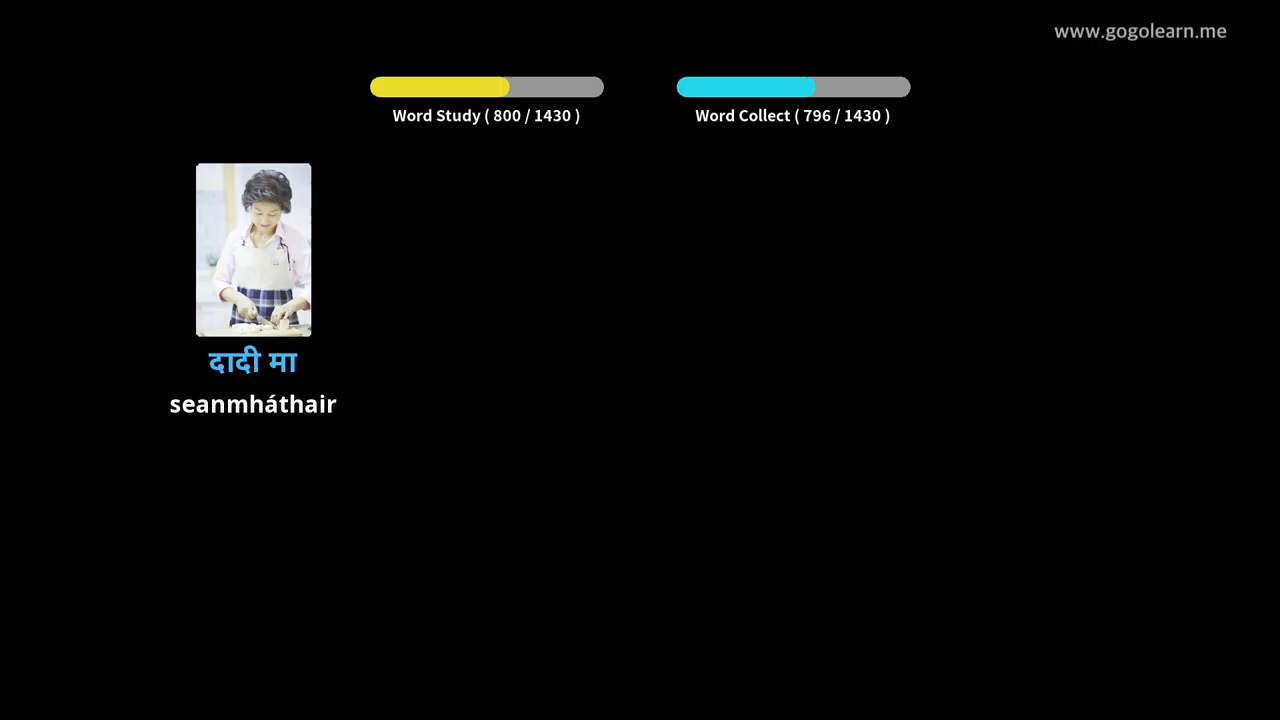 www.gogolearn.me
Word Study ( 800 / 1430 )
Word Collect ( 796 / 1430 )
दादी मा
seanmháthair